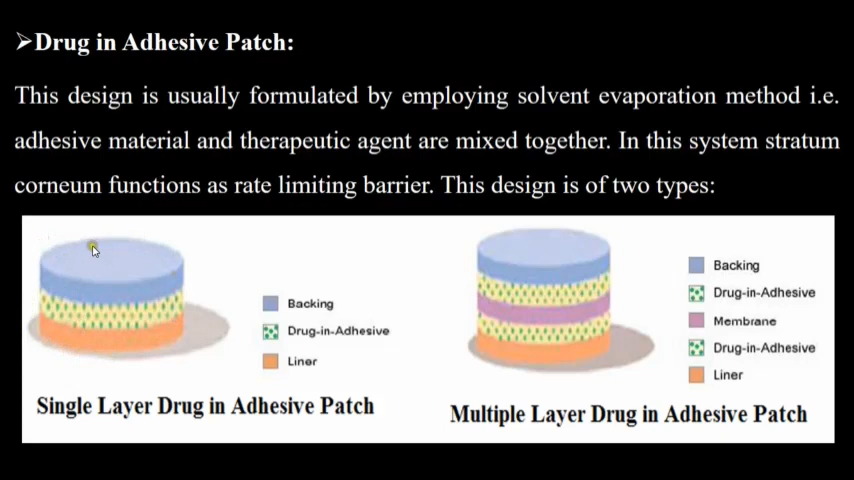 ➢Drug in Adhesive Patch:
This design is usually formulated by employing solvent evaporation method i.e.
adhesive material and therapeutic agent are mixed together. In this system stratum
corneum functions as rate limiting barrier. This design is of two types:
Backing
Drug-in-Adhesive
Liner
Single Layer Drug in Adhesive Patch
Backing
Drug-in-Adhesive
Membrane
Drug-in-Adhesive
Liner
Multiple Layer Drug in Adhesive Patch